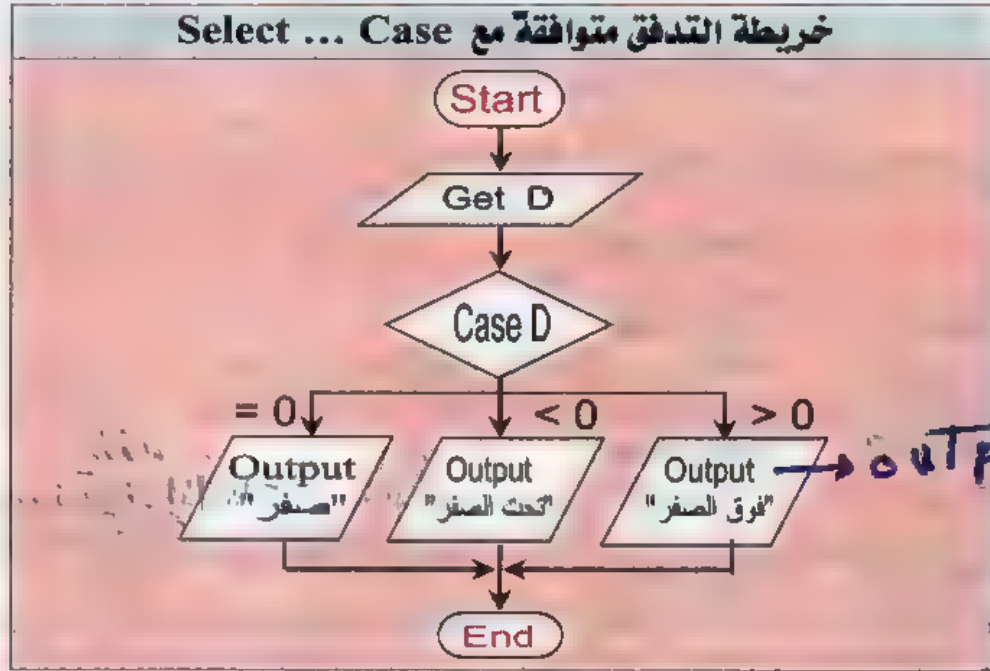 خريطة التدفق متوافقة مع Select ... Case
Start
Get D
Case D
= 0
< 0
> 0
Output
"صفر"
Output
"تحت الصفر"
Output
"فوق الصفر"
End